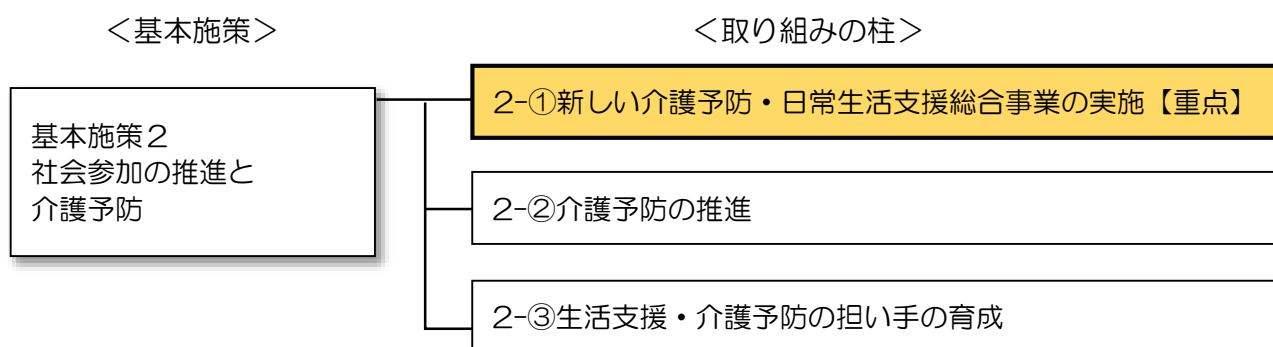 ＜基本施策＞
＜取り組みの柱＞
基本施策２
社会参加の推進と
介護予防
２-①新しい介護予防・日常生活支援総合事業の実施【重点】
２-②介護予防の推進
２-③生活支援・介護予防の担い手の育成